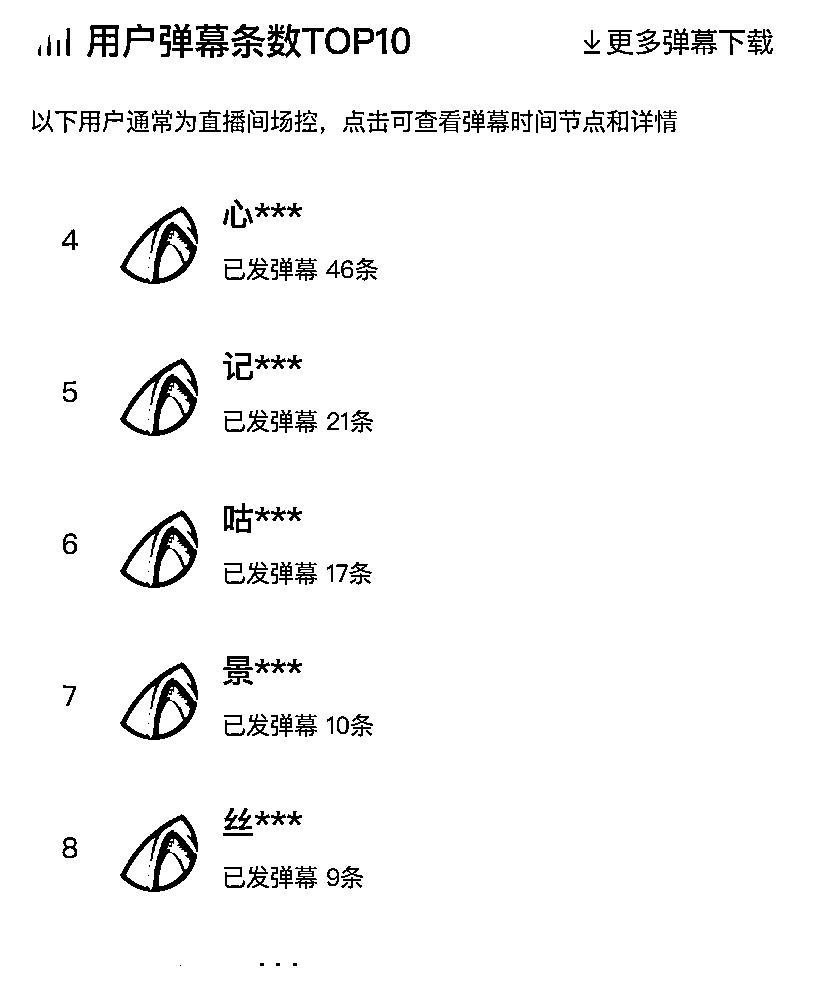 用户弹幕条数TOP10
更多弹幕下载
以下用户通常为直播间场控，点击可查看弹幕时间节点和详情
4
心***
已发弹幕 46条
5
记***
已发弹幕 21条
6
咕***
已发弹幕 17条
7
景***
已发弹幕 10条
8
丝***
已发弹幕 9条